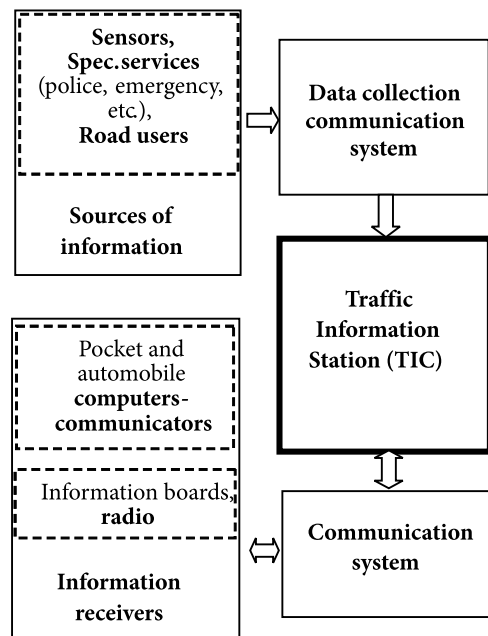 Sensors,
Spec.services
(police, emergency,
etc.),
Road users
Sources of
information
Data collection
communication
system
Traffic
Information
Station (TIC)
Pocket and
automobile
computers-
communicators
Information boards,
radio
Information
receivers
Communication
system